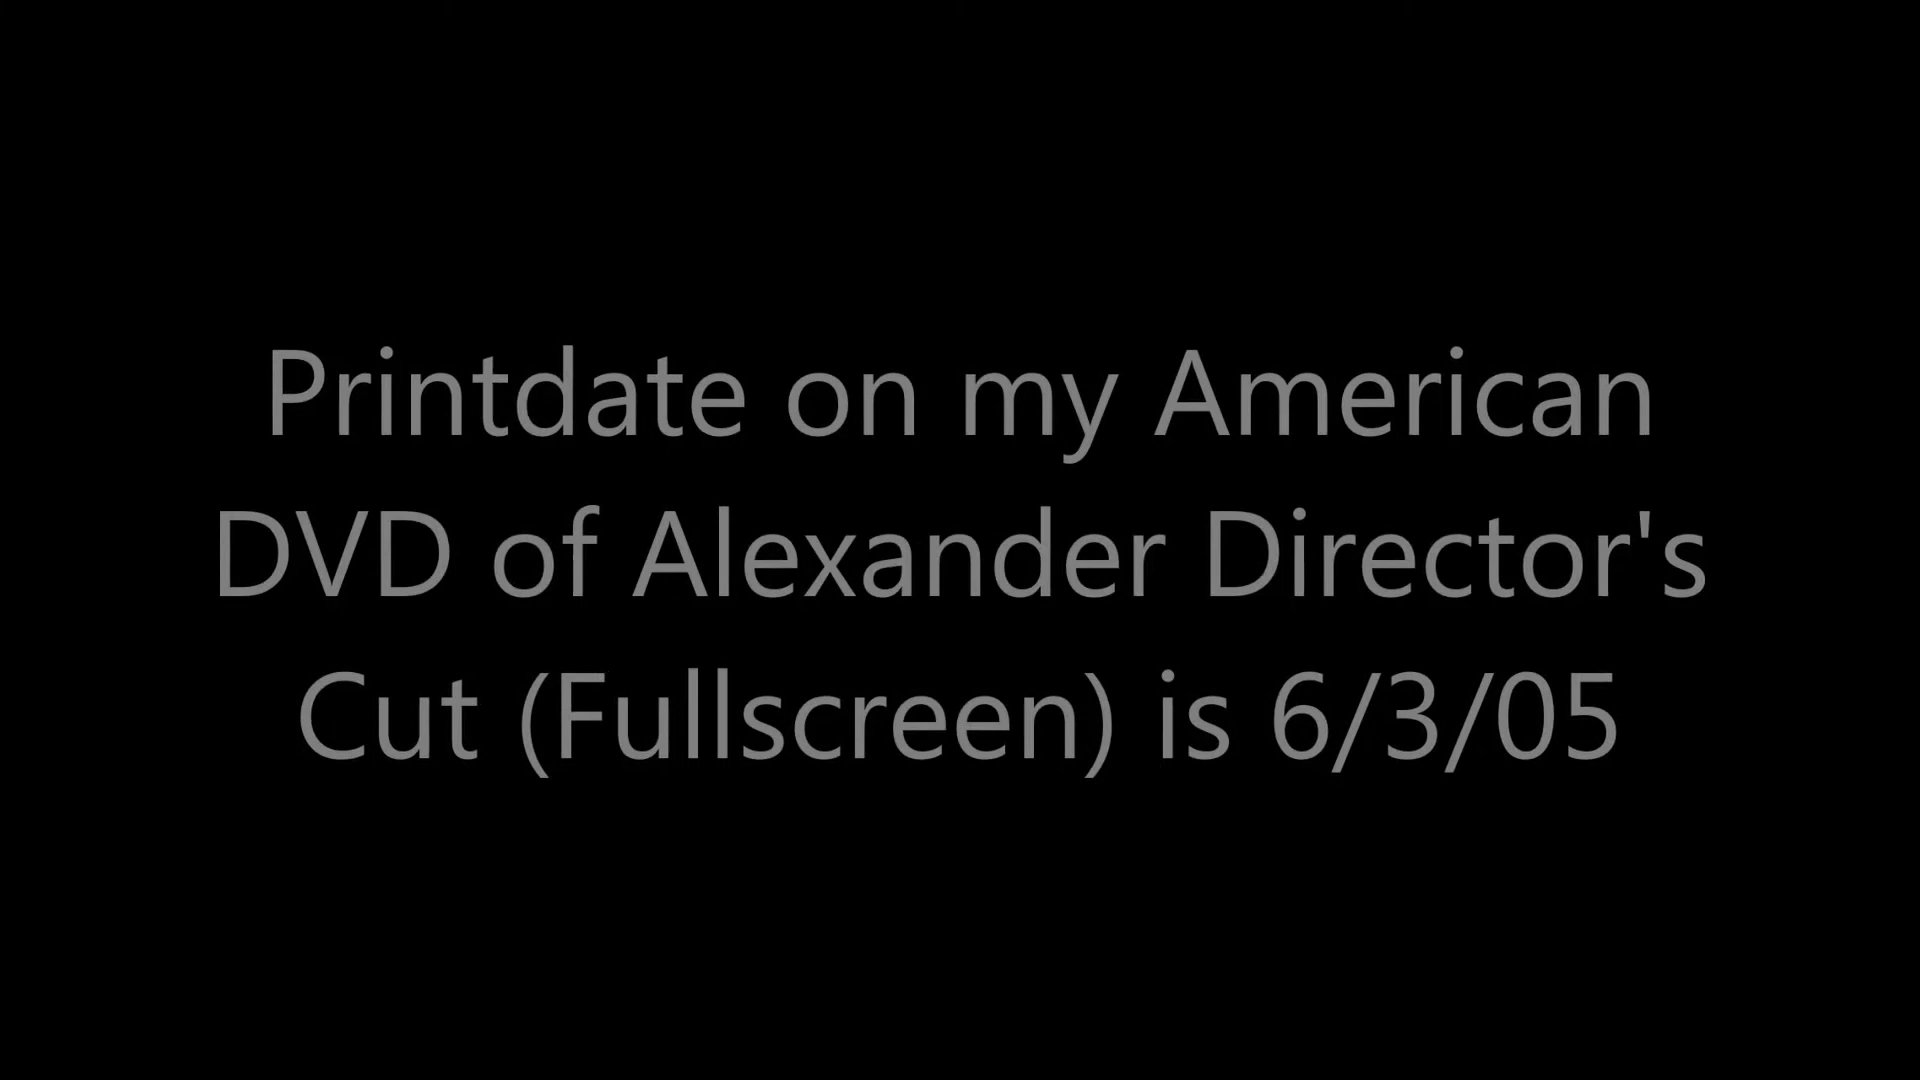 Printdate on my American
DVD of Alexander Director's
Cut (Fullscreen) is 6/3/05